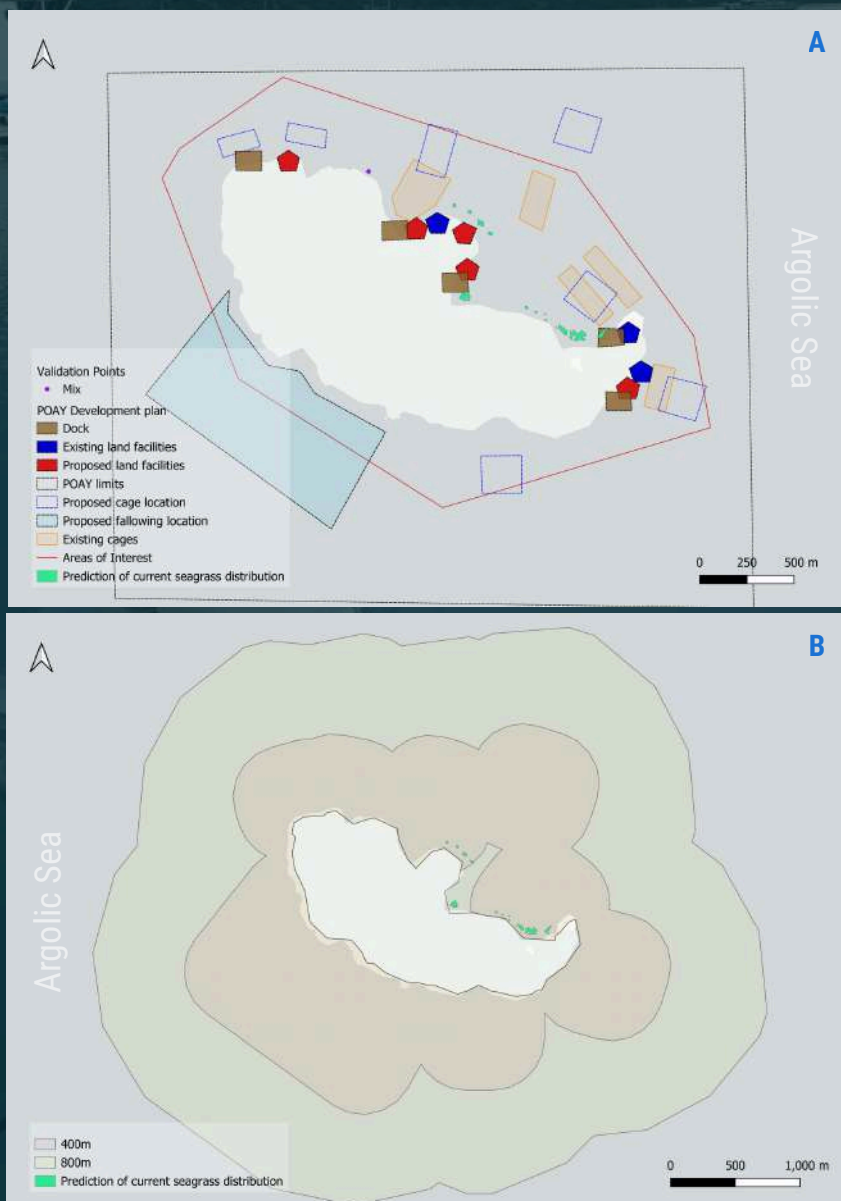 A
Argolic Sea
Validation Points
Mix
POAY Development plan
Dock
Existing land facilities
Proposed land facilities
POAY limits
Proposed cage location
Proposed fallowing location
Existing cages
Areas of Interest
Prediction of current seagrass distribution
0 250 500 m
B
Argolic Sea
400m
800m
Prediction of current seagrass distribution
0 500 1,000 m